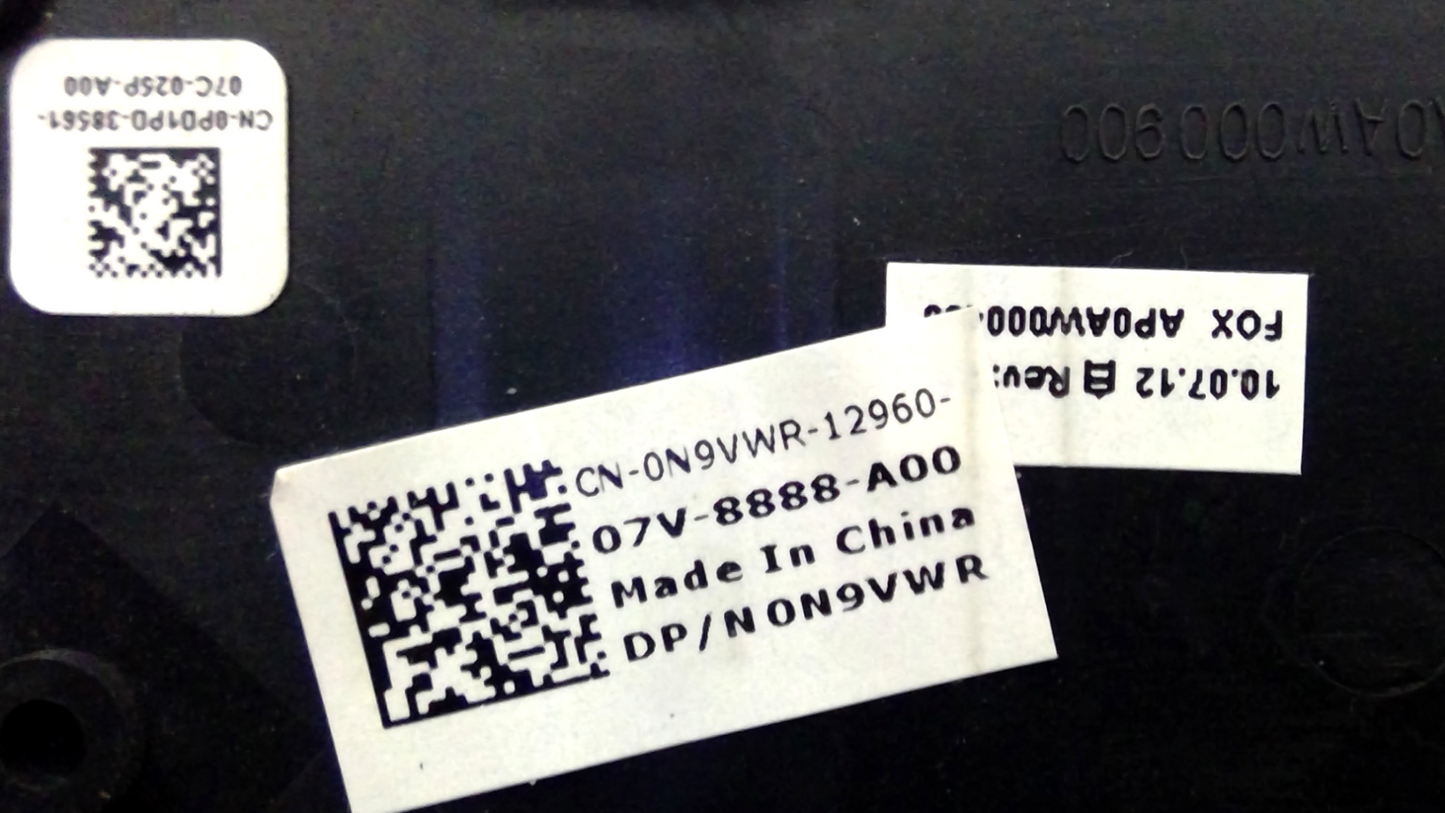 CN-0PD1PD-38561-
07C-025P-A00
FOX AP0AW000
10.07.12 日 Rev:
CN-0N9VWR-12960-
07V-8888-A00
Made In China
DP/N 0N9VWR